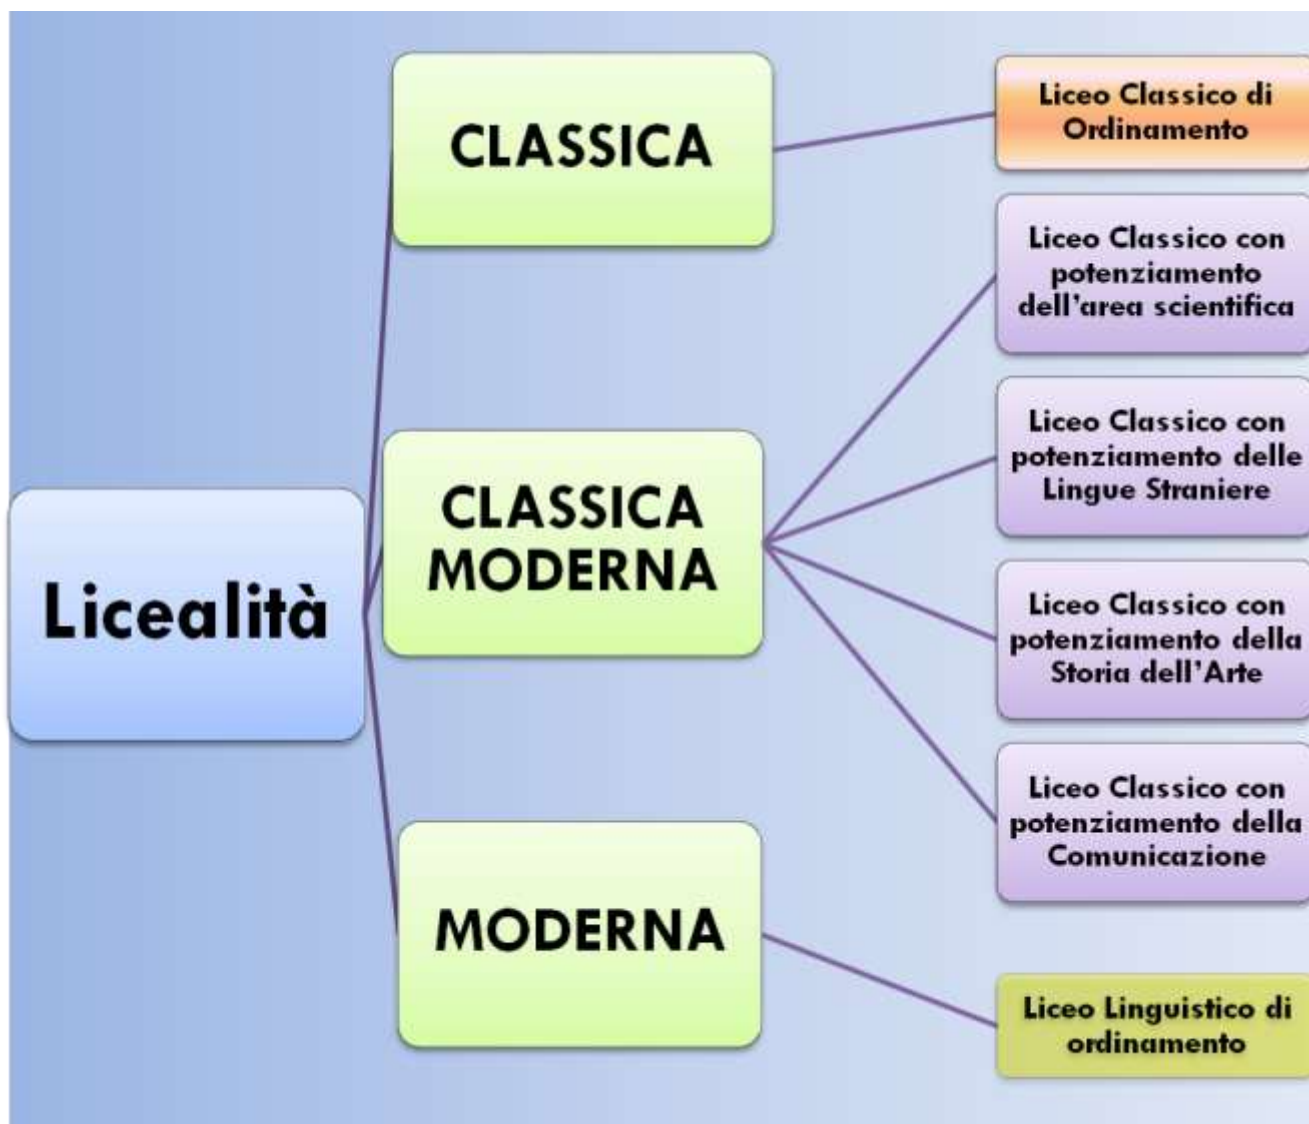 Licealità
CLASSICA
Liceo Classico di
Ordinamento
CLASSICA
MODERNA
Liceo Classico con
potenziamento
dell'area scientifica
Liceo Classico con
potenziamento delle
Lingue Straniere
Liceo Classico con
potenziamento della
Storia dell'Arte
Liceo Classico con
potenziamento della
Comunicazione
MODERNA
Liceo Linguistico di
ordinamento